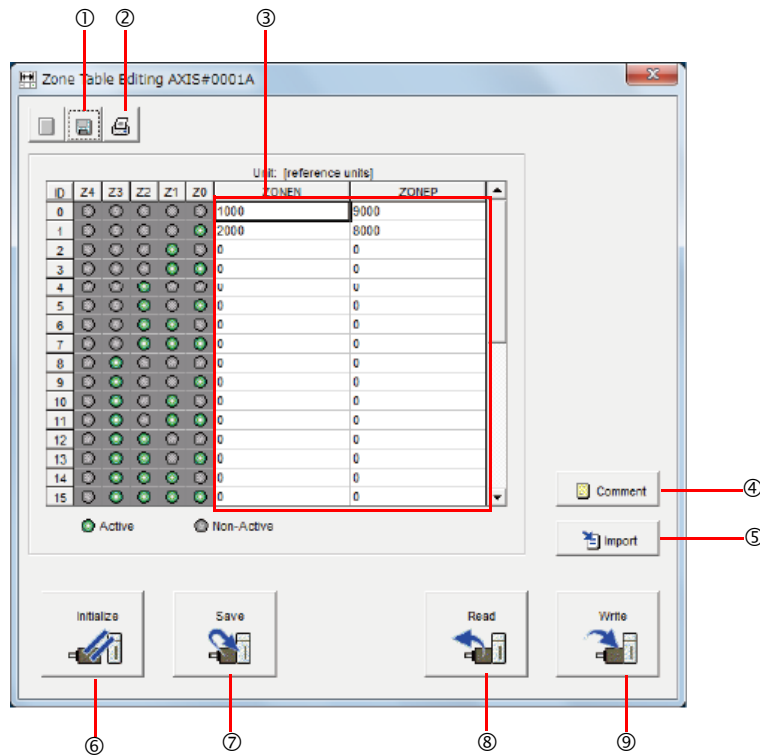 ① ② ③
Zone Table Editing AXIS#0001A
Unit: [reference units]
ID Z4 Z3 Z2 Z1 Z0 ZONEN ZONEP
0 1000 9000
1 2000 8000
2 0 0
3 0 0
4 0 0
5 0 0
6 0 0
7 0 0
8 0 0
9 0 0
10 0 0
11 0 0
12 0 0
13 0 0
14 0 0
15 0 0
Active Non-Active
Comment ④
Import ⑤
Initialize Save Read Write
⑥ ⑦ ⑧ ⑨